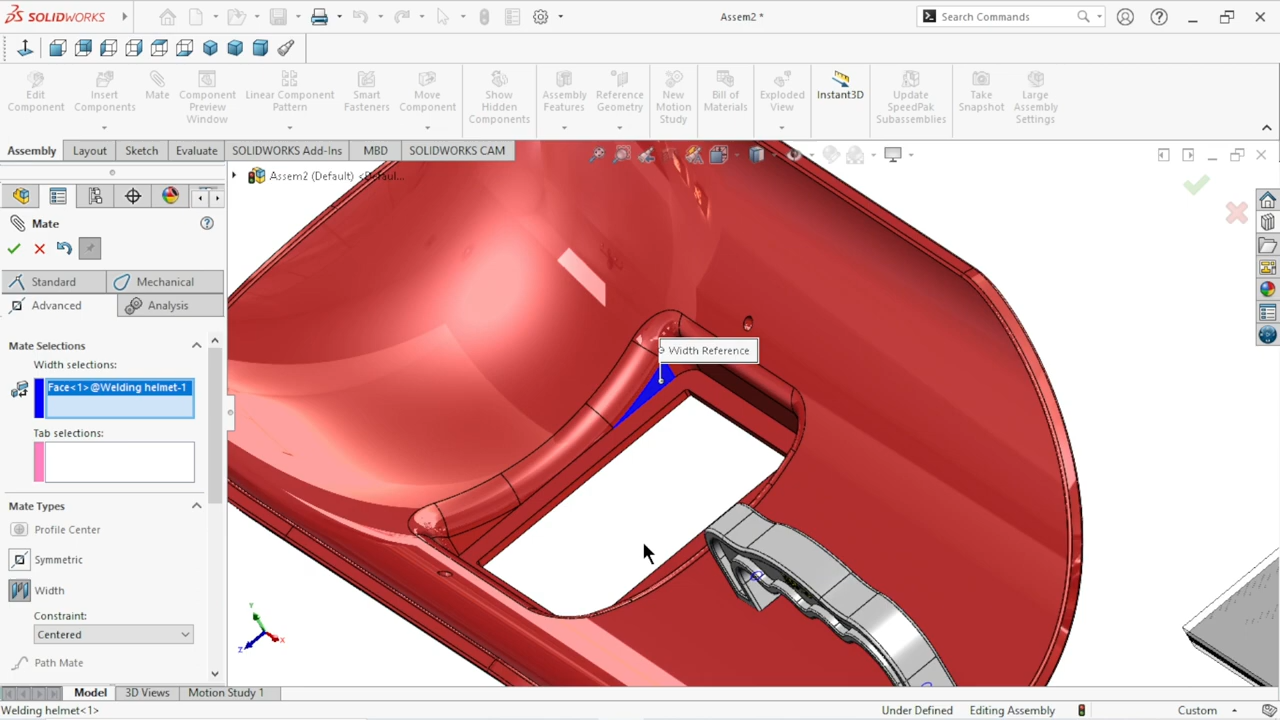 SOLIDWORKS
Assem2 *
Search Commands
Edit Component
Insert Components
Mate
Component Preview Window
Linear Component Pattern
Smart Fasteners
Move Component
Show Hidden Components
Assembly Features
Reference Geometry
New Motion Study
Bill of Materials
Exploded View
Instant3D
Update SpeedPak Subassemblies
Take Snapshot
Large Assembly Settings
Assembly
Layout
Sketch
Evaluate
SOLIDWORKS Add-Ins
MBD
SOLIDWORKS CAM
Assem2 (Default) <Defaul...
Mate
Standard
Mechanical
Advanced
Analysis
Mate Selections
Width selections:
Face<1>@Welding helmet-1
Tab selections:
Mate Types
Profile Center
Symmetric
Width
Constraint:
Centered
Path Mate
Width Reference
Y
X
Z
Model
3D Views
Motion Study 1
Welding helmet<1>
Under Defined
Editing Assembly
Custom